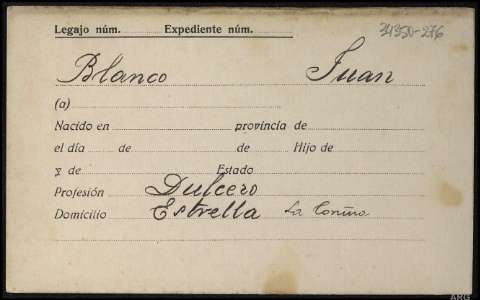 Legajo núm. Expediente núm. 34350-276
Blanco Juan
(a)
Nacido en provincia de
el día de de Hijo de
y de Estado
Profesión Dulcero
Domicilio Estrella La Coruña
ARG